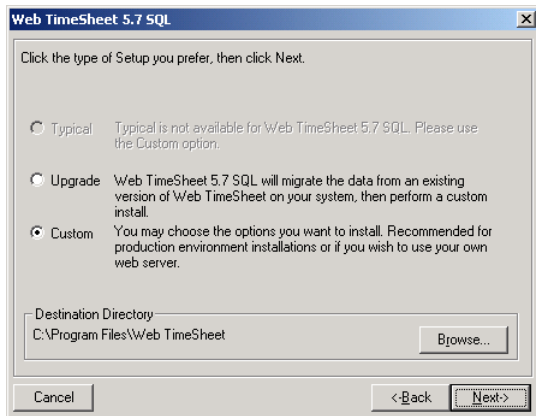 Web TimeSheet 5.7 SQL
Click the type of Setup you prefer, then click Next.
Typical Typical is not available for Web TimeSheet 5.7 SQL. Please use
the Custom option.
Upgrade Web TimeSheet 5.7 SQL will migrate the data from an existing
version of Web TimeSheet on your system, then perform a custom
install.
Custom You may choose the options you want to install. Recommended for
production environment installations or if you wish to use your own
web server.
Destination Directory
C:\Program Files\Web TimeSheet
Browse...
Cancel <-Back Next->